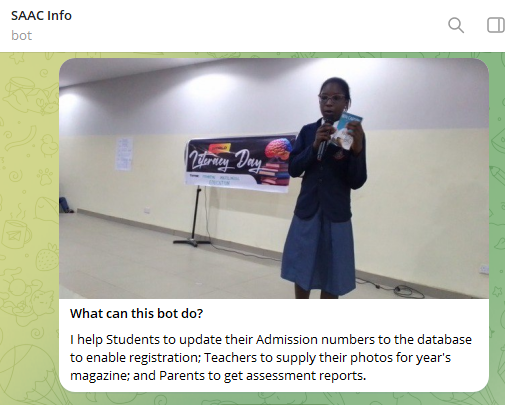 SAAC Info
bot
Literacy Day
What can this bot do?
I help Students to update their Admission numbers to the database
to enable registration; Teachers to supply their photos for year's
magazine; and Parents to get assessment reports.